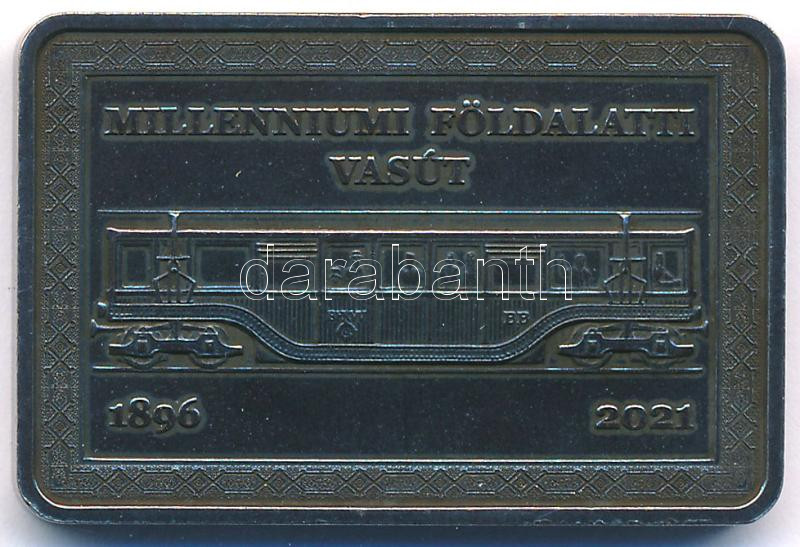 MILLENNIUMI FÖLDALATTI
VASÚT
darabanth
1896 2021